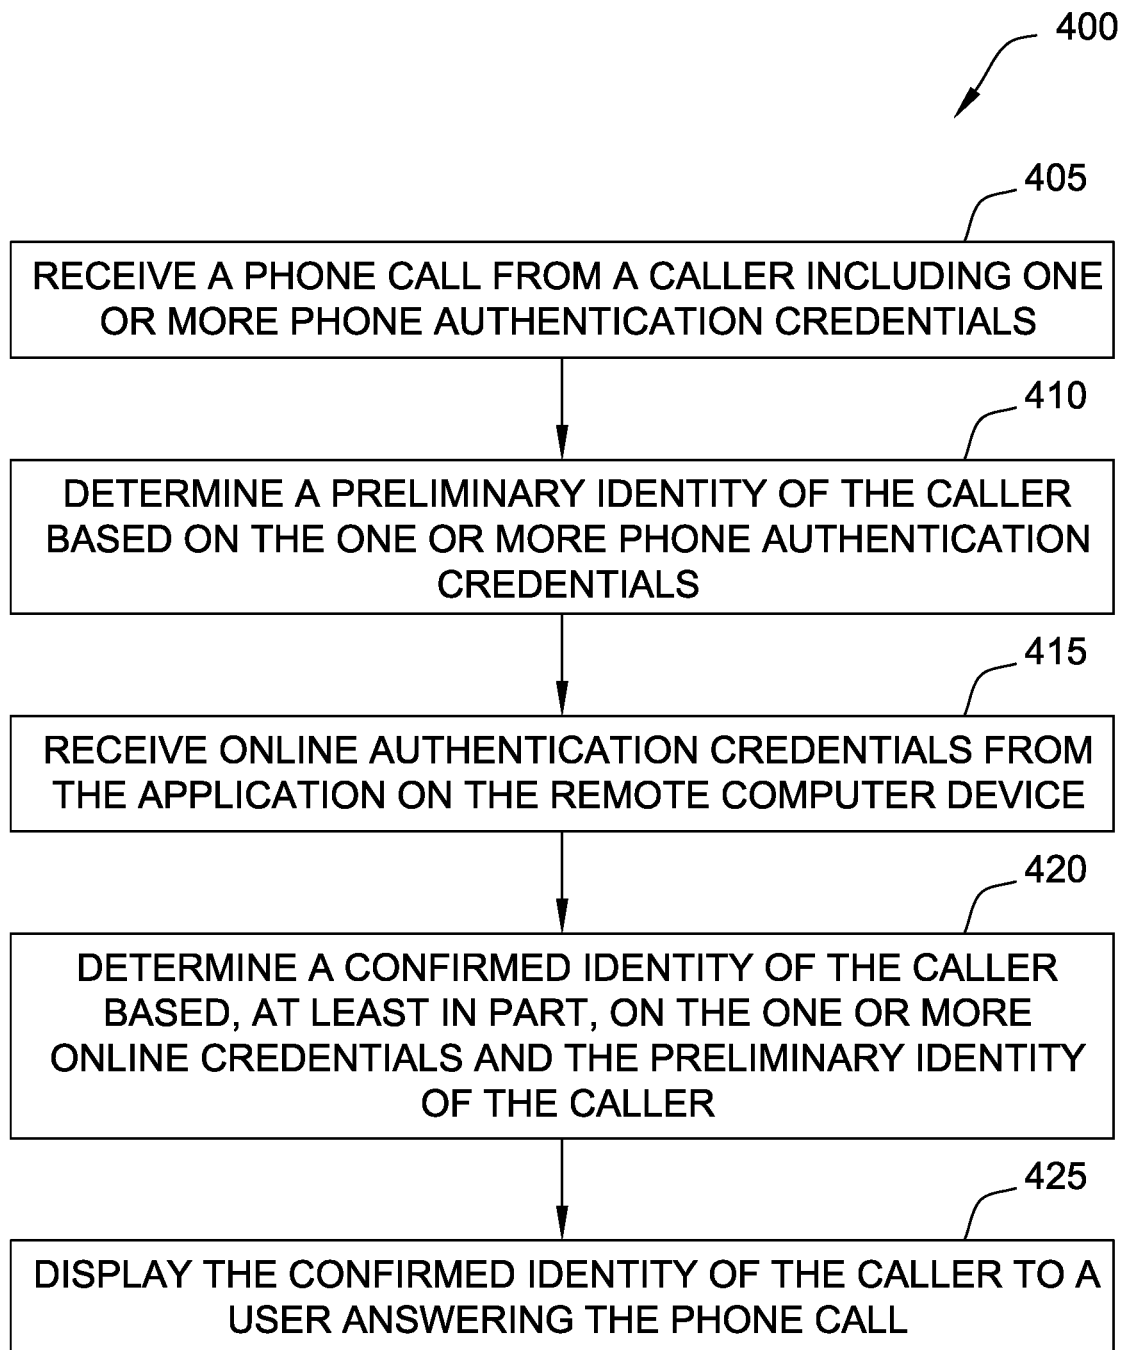 400
405
RECEIVE A PHONE CALL FROM A CALLER INCLUDING ONE
OR MORE PHONE AUTHENTICATION CREDENTIALS
410
DETERMINE A PRELIMINARY IDENTITY OF THE CALLER
BASED ON THE ONE OR MORE PHONE AUTHENTICATION
CREDENTIALS
415
RECEIVE ONLINE AUTHENTICATION CREDENTIALS FROM
THE APPLICATION ON THE REMOTE COMPUTER DEVICE
420
DETERMINE A CONFIRMED IDENTITY OF THE CALLER
BASED, AT LEAST IN PART, ON THE ONE OR MORE
ONLINE CREDENTIALS AND THE PRELIMINARY IDENTITY
OF THE CALLER
425
DISPLAY THE CONFIRMED IDENTITY OF THE CALLER TO A
USER ANSWERING THE PHONE CALL